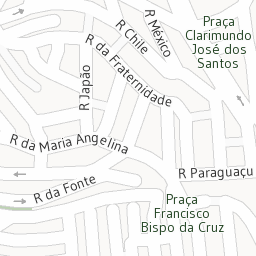 Praça
Clarimundo
José dos
Santos
R México
R Chile
R da Fraternidade
R Japão
R da Maria Angelina
R Paraguaçu
R da Fonte
Praça
Francisco
Bispo da Cruz